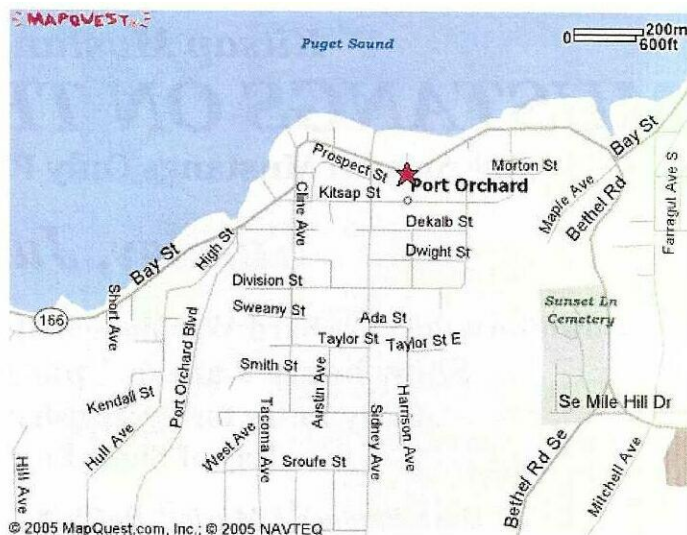 MAPQUEST
0 200m
600ft
Puget Sound
Bay St
Prospect St
Morton St
Port Orchard
Kitsap St
Cline Ave
Maple Ave
Bethel Rd
Farragut Ave S
Dekalb St
Dwight St
High St
Bay St
Division St
Short Ave
Sweany St
Ada St
Sunset Ln
Cemetery
166
Port Orchard Blvd
Taylor St
Taylor St E
Smith St
Austin Ave
Harrison Ave
Kendall St
Se Mile Hill Dr
Hull Ave
West Ave
Tacoma Ave
Sidney Ave
Sroufe St
Hill Ave
Bethel Rd Se
Mitchell Ave
© 2005 MapQuest.com, Inc.; © 2005 NAVTEQ